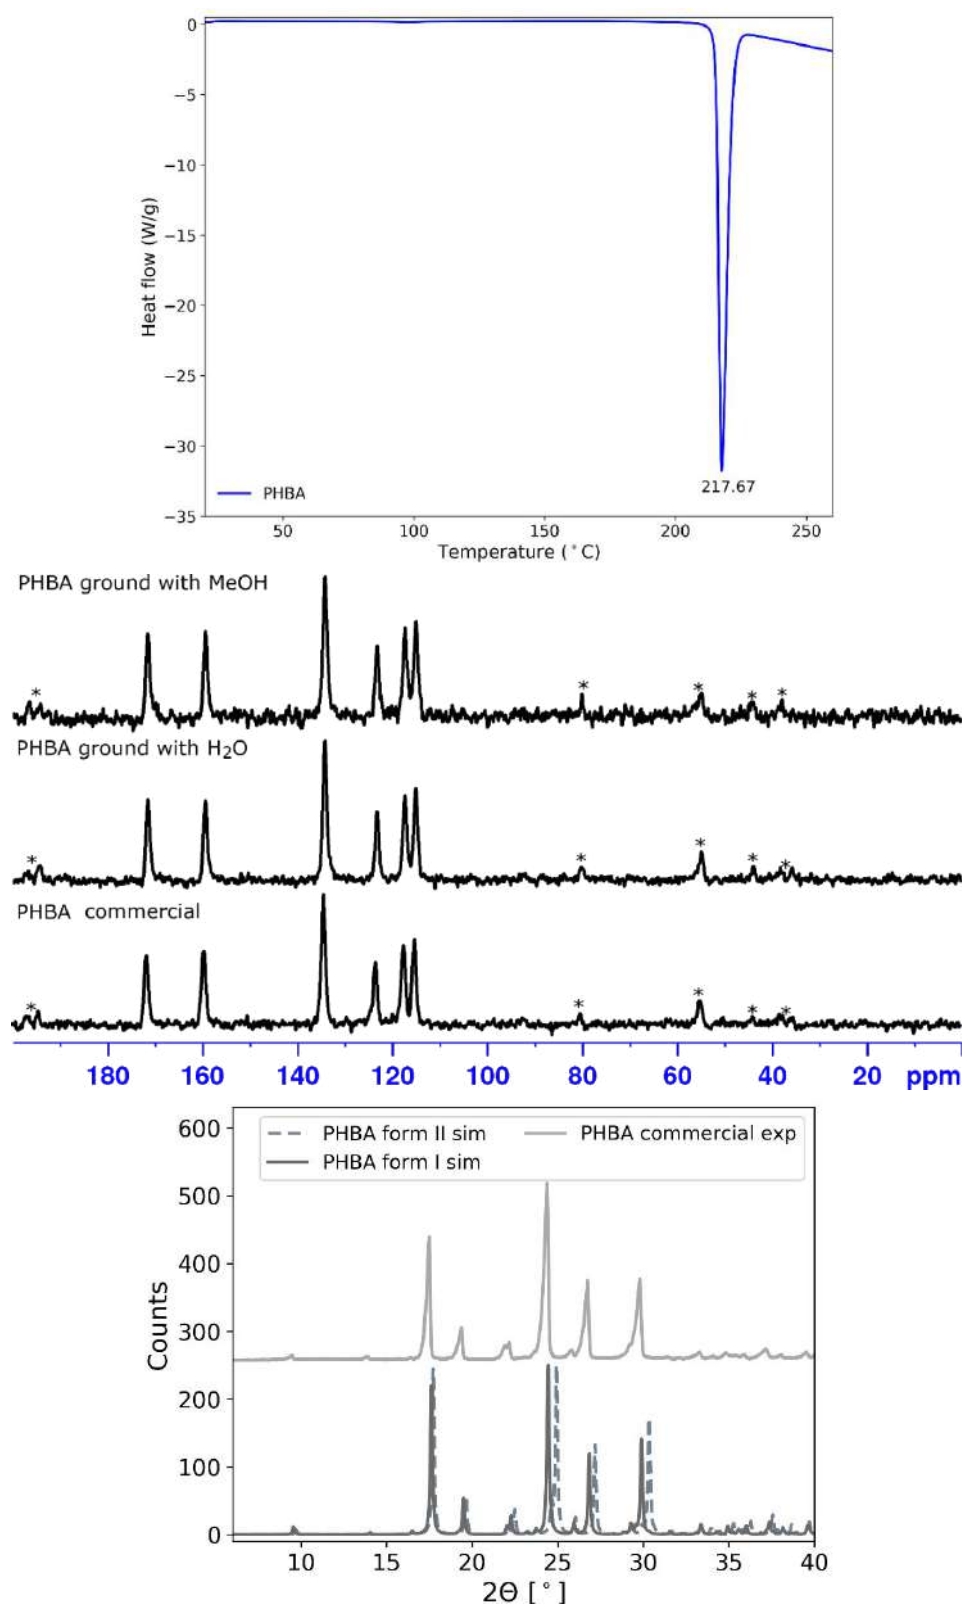 0
−5
−10
−15
−20
−25
−30
−35
Heat flow (W/g)
217.67
PHBA
50 100 150 200 250
Temperature (°C)
PHBA ground with MeOH
* * * * *
PHBA ground with H₂O
* * * * *
PHBA commercial
* * * * *
180 160 140 120 100 80 60 40 20 ppm
PHBA form II sim PHBA commercial exp
PHBA form I sim
600
500
400
300
200
100
0
Counts
10 15 20 25 30 35 40
2Θ [°]